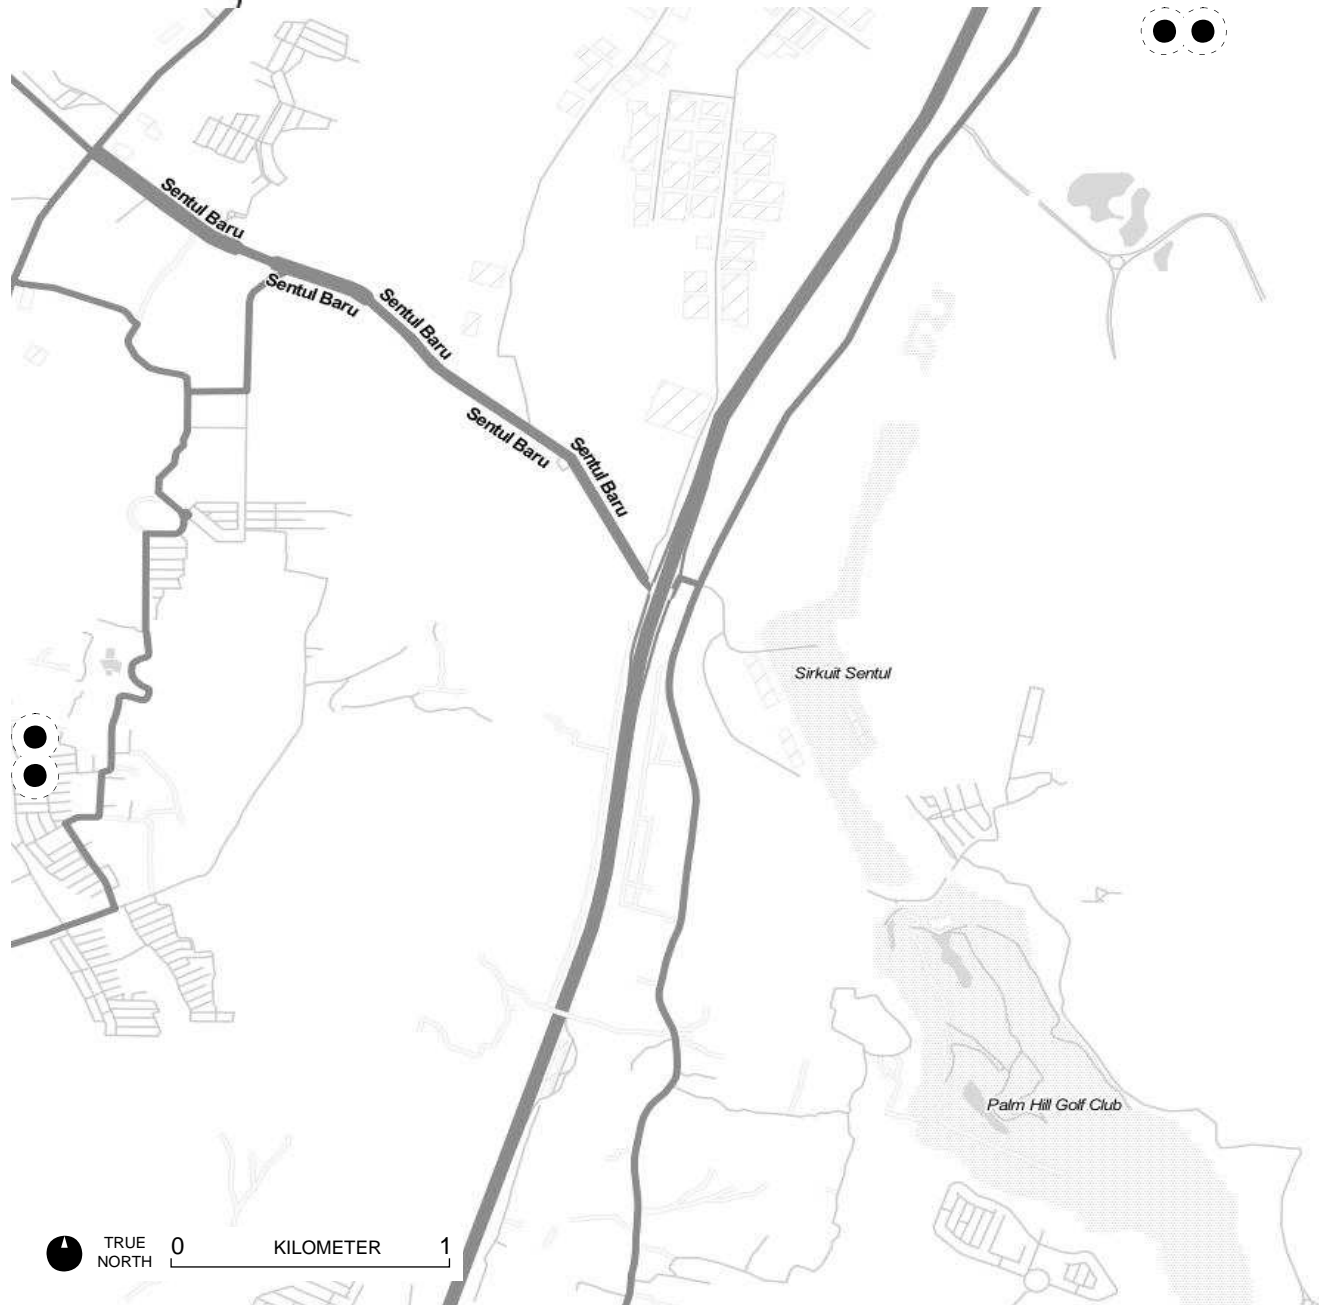 Sentul Baru
Sentul Baru
Sentul Baru
Sentul Baru
Sentul Baru
Sirkuit Sentul
Palm Hill Golf Club
TRUE
NORTH
0 KILOMETER 1